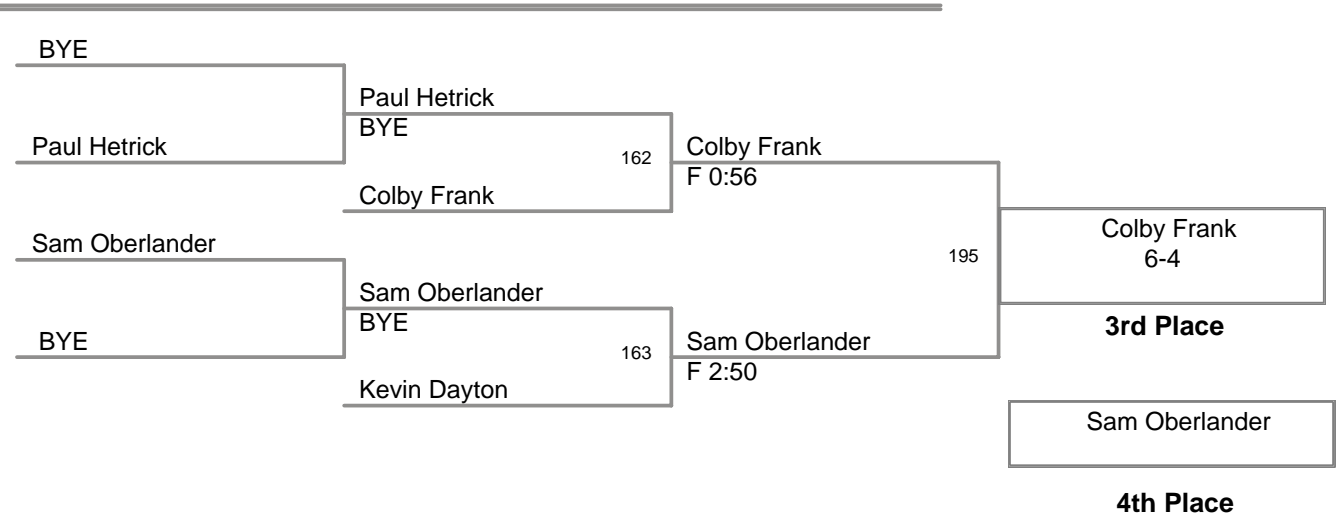 BYE
Paul Hetrick
BYE
Paul Hetrick
162
Colby Frank
F 0:56
Colby Frank
Sam Oberlander
195
Colby Frank
6-4
Sam Oberlander
BYE
3rd Place
BYE
163
Sam Oberlander
F 2:50
Kevin Dayton
Sam Oberlander
4th Place